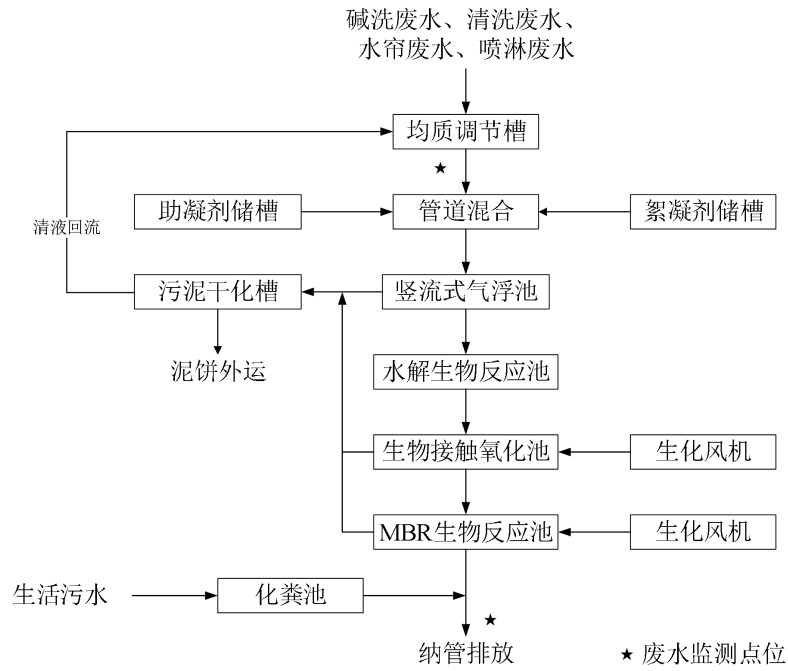 碱洗废水、清洗废水、
水帘废水、喷淋废水
均质调节槽
★
助凝剂储槽
管道混合
絮凝剂储槽
清液回流
污泥干化槽
竖流式气浮池
泥饼外运
水解生物反应池
生物接触氧化池
生化风机
MBR生物反应池
生化风机
生活污水
化粪池
★
纳管排放
★ 废水监测点位